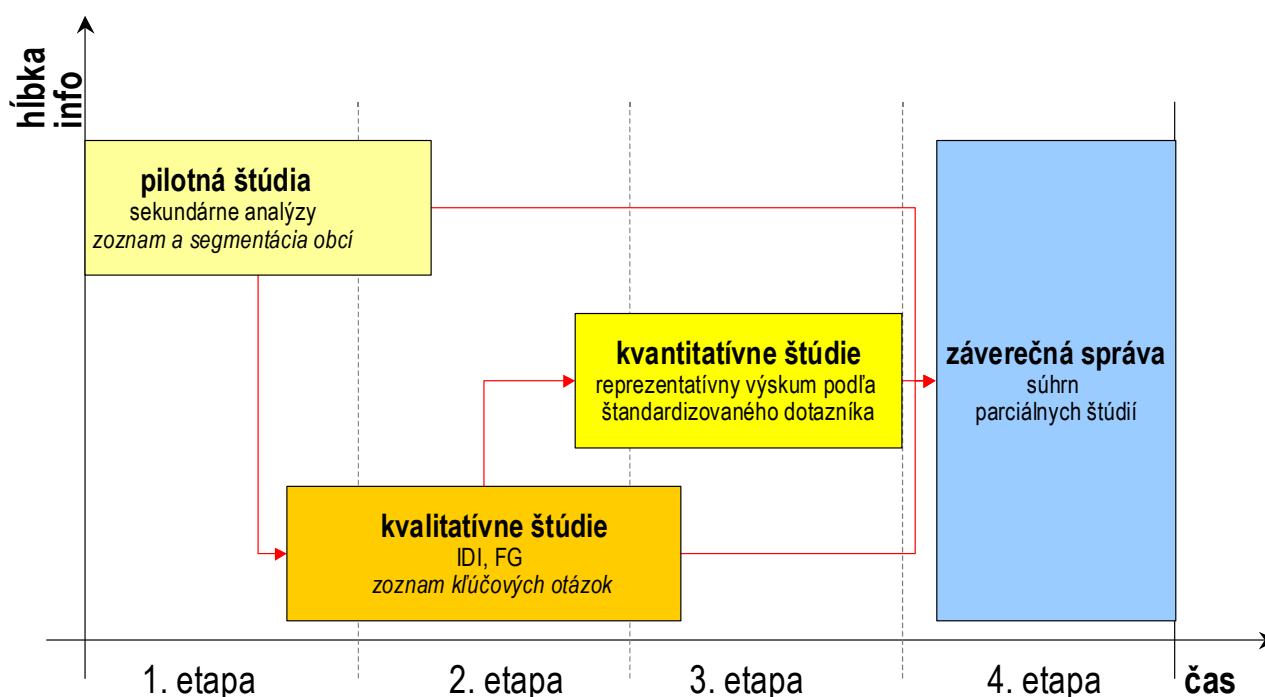 hĺbka
info
pilotná štúdia
sekundárne analýzy
zoznam a segmentácia obcí
kvantitatívne štúdie
reprezentatívny výskum podľa
štandardizovaného dotazníka
záverečná správa
súhrn
parciálnych štúdií
kvalitatívne štúdie
IDI, FG
zoznam kľúčových otázok
1. etapa
2. etapa
3. etapa
4. etapa
čas